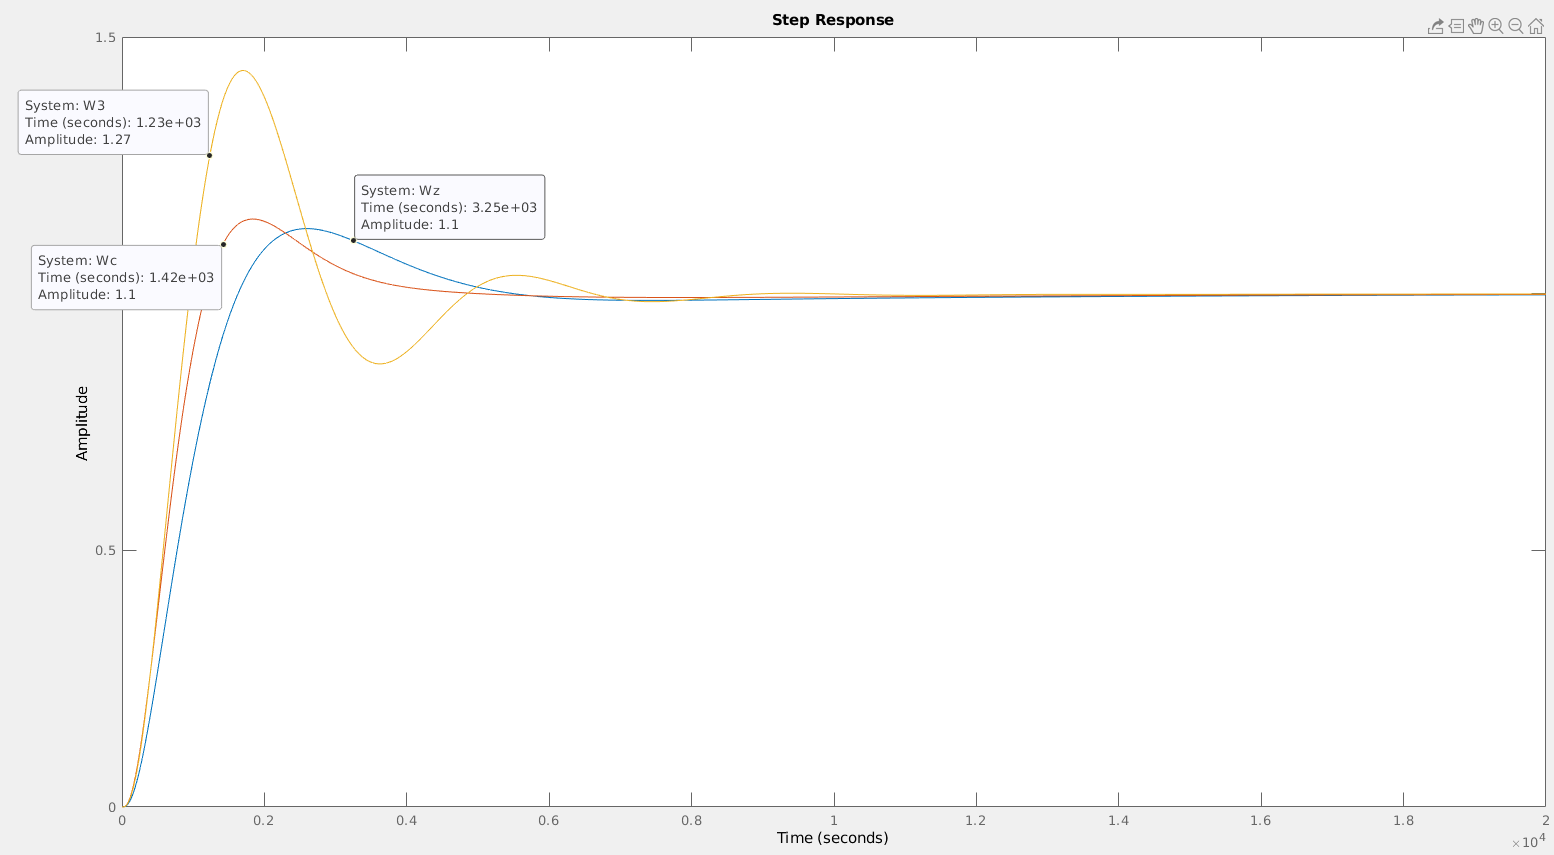 Step Response
1.5
System: W3
Time (seconds): 1.23e+03
Amplitude: 1.27
System: Wz
Time (seconds): 3.25e+03
Amplitude: 1.1
System: Wc
Time (seconds): 1.42e+03
Amplitude: 1.1
Amplitude
0.5
0
0 0.2 0.4 0.6 0.8 1 1.2 1.4 1.6 1.8 2
Time (seconds)
×10⁴